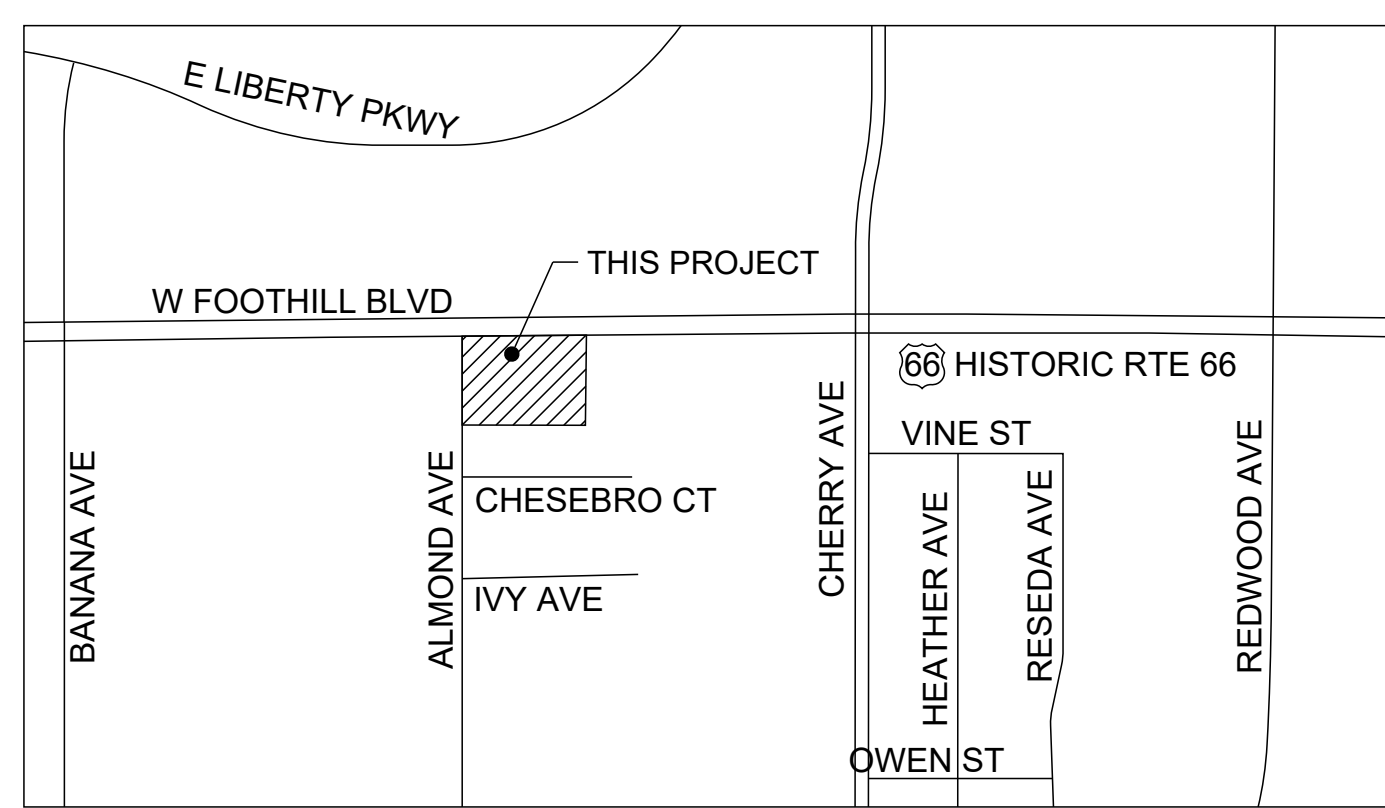 E LIBERTY PKWY
THIS PROJECT
W FOOTHILL BLVD
66 HISTORIC RTE 66
VINE ST
CHERRY AVE
BANANA AVE
ALMOND AVE
CHESEBRO CT
IVY AVE
HEATHER AVE
RESEDA AVE
REDWOOD AVE
OWEN ST